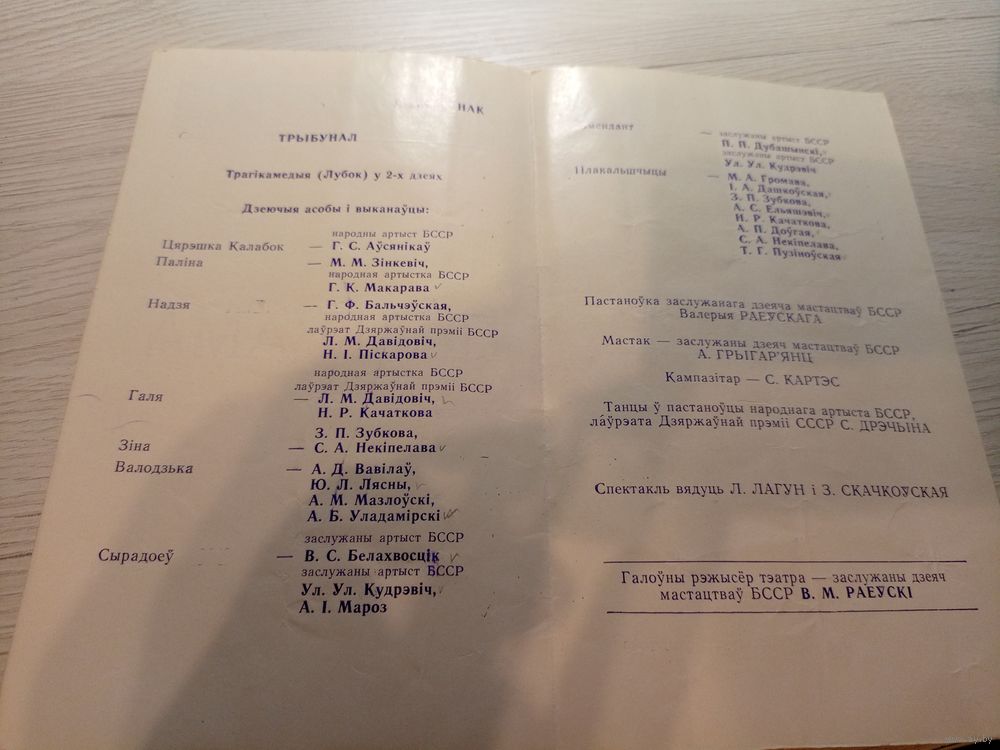 НАК
ТРЫБУНАЛ
Трагікамедыя (Лубок) у 2-х дзеях
Дзеючыя асобы і выканаўцы:
народны артыст БССР
Цярэшка Калабок — Г. С. Аўсянікаў
Паліна — М. М. Зінкевіч,
народная артыстка БССР
Г. К. Макарава
Надзя — Г. Ф. Бальчэўская,
народная артыстка БССР
лаўрэат Дзяржаўнай прэміі БССР
Л. М. Давідовіч,
Н. І. Піскарова
народная артыстка БССР
лаўрэат Дзяржаўнай прэміі БССР
Галя — Л. М. Давідовіч,
Н. Р. Качаткова
З. П. Зубкова,
Зіна — С. А. Некіпелава
Валодзька — А. Д. Вавілаў,
Ю. Л. Лясны,
А. М. Мазлоўскі,
А. Б. Уладамірскі
заслужаны артыст БССР
Сырадоеў — В. С. Белахвосцік
заслужаны артыст БССР
Ул. Ул. Кудрэвіч,
А. І. Мароз
мендант — заслужаны артыст БССР
П. П. Дубашынскі,
заслужаны артыст БССР
Ул. Ул. Кудрэвіч
Плакальшчыцы — М. А. Громава,
І. А. Дашкоўская,
З. П. Зубкова,
А. С. Ельяшэвіч,
Н. Р. Качаткова,
А. П. Доўгая,
С. А. Некіпелава,
Т. Г. Пузіноўская
Пастаноўка заслужанага дзеяча мастацтваў БССР
Валерыя РАЕЎСКАГА
Мастак — заслужаны дзеяч мастацтваў БССР
А. ГРЫГАР'ЯНЦ
Кампазітар — С. КАРТЭС
Танцы ў пастаноўцы народнага артыста БССР,
лаўрэата Дзяржаўнай прэміі СССР С. ДРЭЧЫНА
Спектакль вядуць Л. ЛАГУН і З. СКАЧКОЎСКАЯ
Галоўны рэжысёр тэатра — заслужаны дзеяч
мастацтваў БССР В. М. РАЕЎСКІ